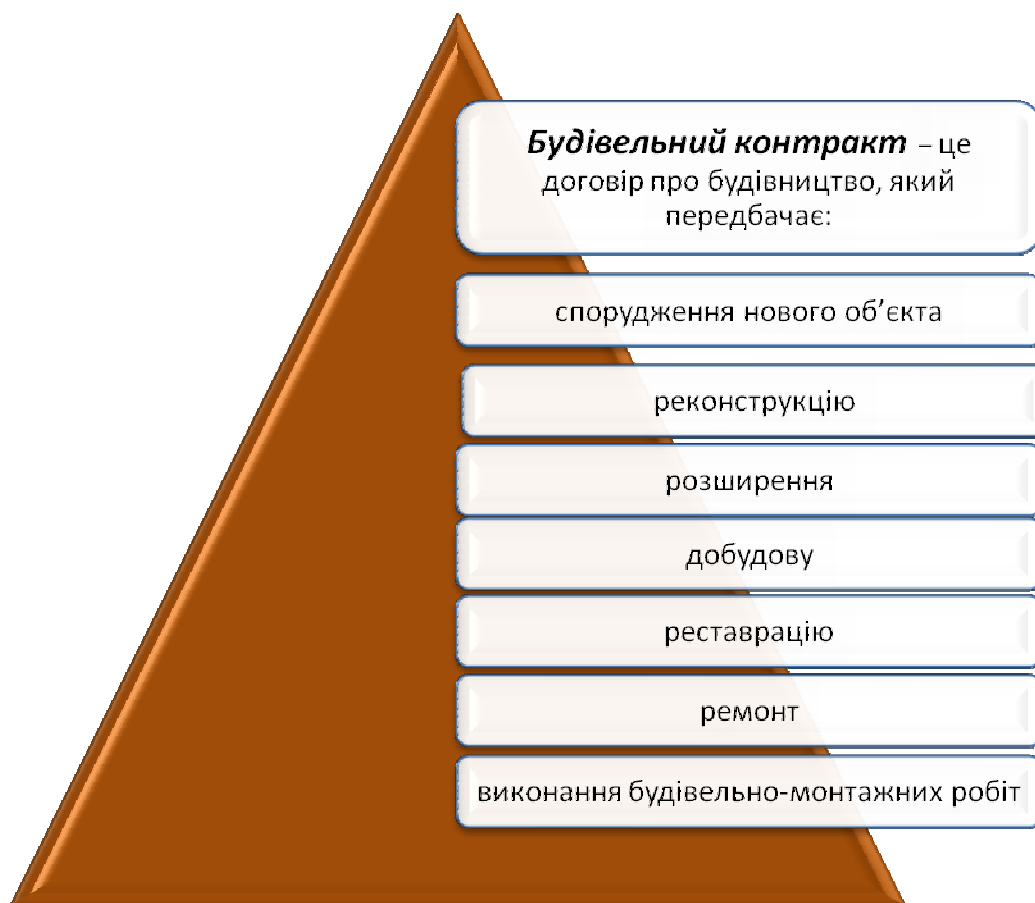 Будівельний контракт – це
договір про будівництво, який
передбачає:
спорудження нового об’єкта
реконструкцію
розширення
добудову
реставрацію
ремонт
виконання будівельно-монтажних робіт